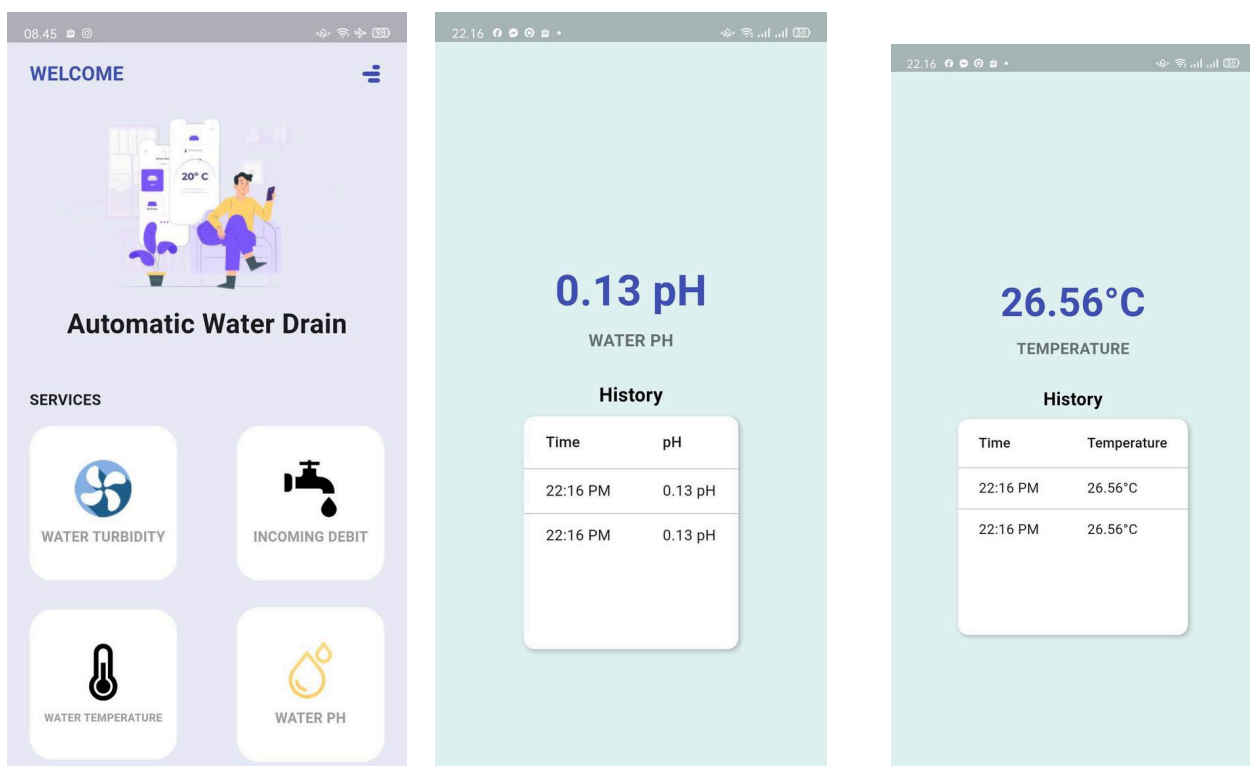 08.45
98
WELCOME
20° C
Automatic Water Drain
SERVICES
WATER TURBIDITY
INCOMING DEBIT
WATER TEMPERATURE
WATER PH
22.16
0.13 pH
WATER PH
History
Time pH
22:16 PM 0.13 pH
22:16 PM 0.13 pH
22.16
26.56°C
TEMPERATURE
History
Time Temperature
22:16 PM 26.56°C
22:16 PM 26.56°C